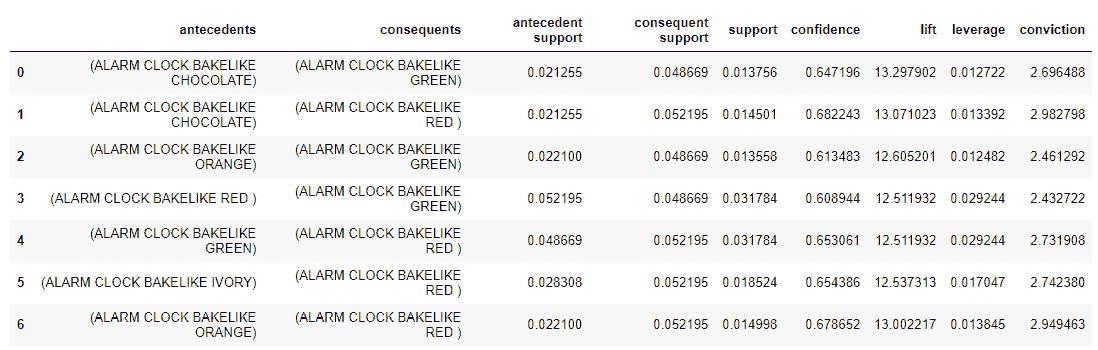 antecedents consequents antecedent support consequent support support confidence lift leverage conviction
0 (ALARM CLOCK BAKELIKE CHOCOLATE) (ALARM CLOCK BAKELIKE GREEN) 0.021255 0.048669 0.013756 0.647196 13.297902 0.012722 2.696488
1 (ALARM CLOCK BAKELIKE CHOCOLATE) (ALARM CLOCK BAKELIKE RED ) 0.021255 0.052195 0.014501 0.682243 13.071023 0.013392 2.982798
2 (ALARM CLOCK BAKELIKE ORANGE) (ALARM CLOCK BAKELIKE GREEN) 0.022100 0.048669 0.013558 0.613483 12.605201 0.012482 2.461292
3 (ALARM CLOCK BAKELIKE RED ) (ALARM CLOCK BAKELIKE GREEN) 0.052195 0.048669 0.031784 0.608944 12.511932 0.029244 2.432722
4 (ALARM CLOCK BAKELIKE GREEN) (ALARM CLOCK BAKELIKE RED ) 0.048669 0.052195 0.031784 0.653061 12.511932 0.029244 2.731908
5 (ALARM CLOCK BAKELIKE IVORY) (ALARM CLOCK BAKELIKE RED ) 0.028308 0.052195 0.018524 0.654386 12.537313 0.017047 2.742380
6 (ALARM CLOCK BAKELIKE ORANGE) (ALARM CLOCK BAKELIKE RED ) 0.022100 0.052195 0.014998 0.678652 13.002217 0.013845 2.949463